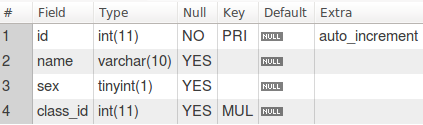 # Field Type Null Key Default Extra
1 id int(11) NO PRI NULL auto_increment
2 name varchar(10) YES NULL
3 sex tinyint(1) YES NULL
4 class_id int(11) YES MUL NULL